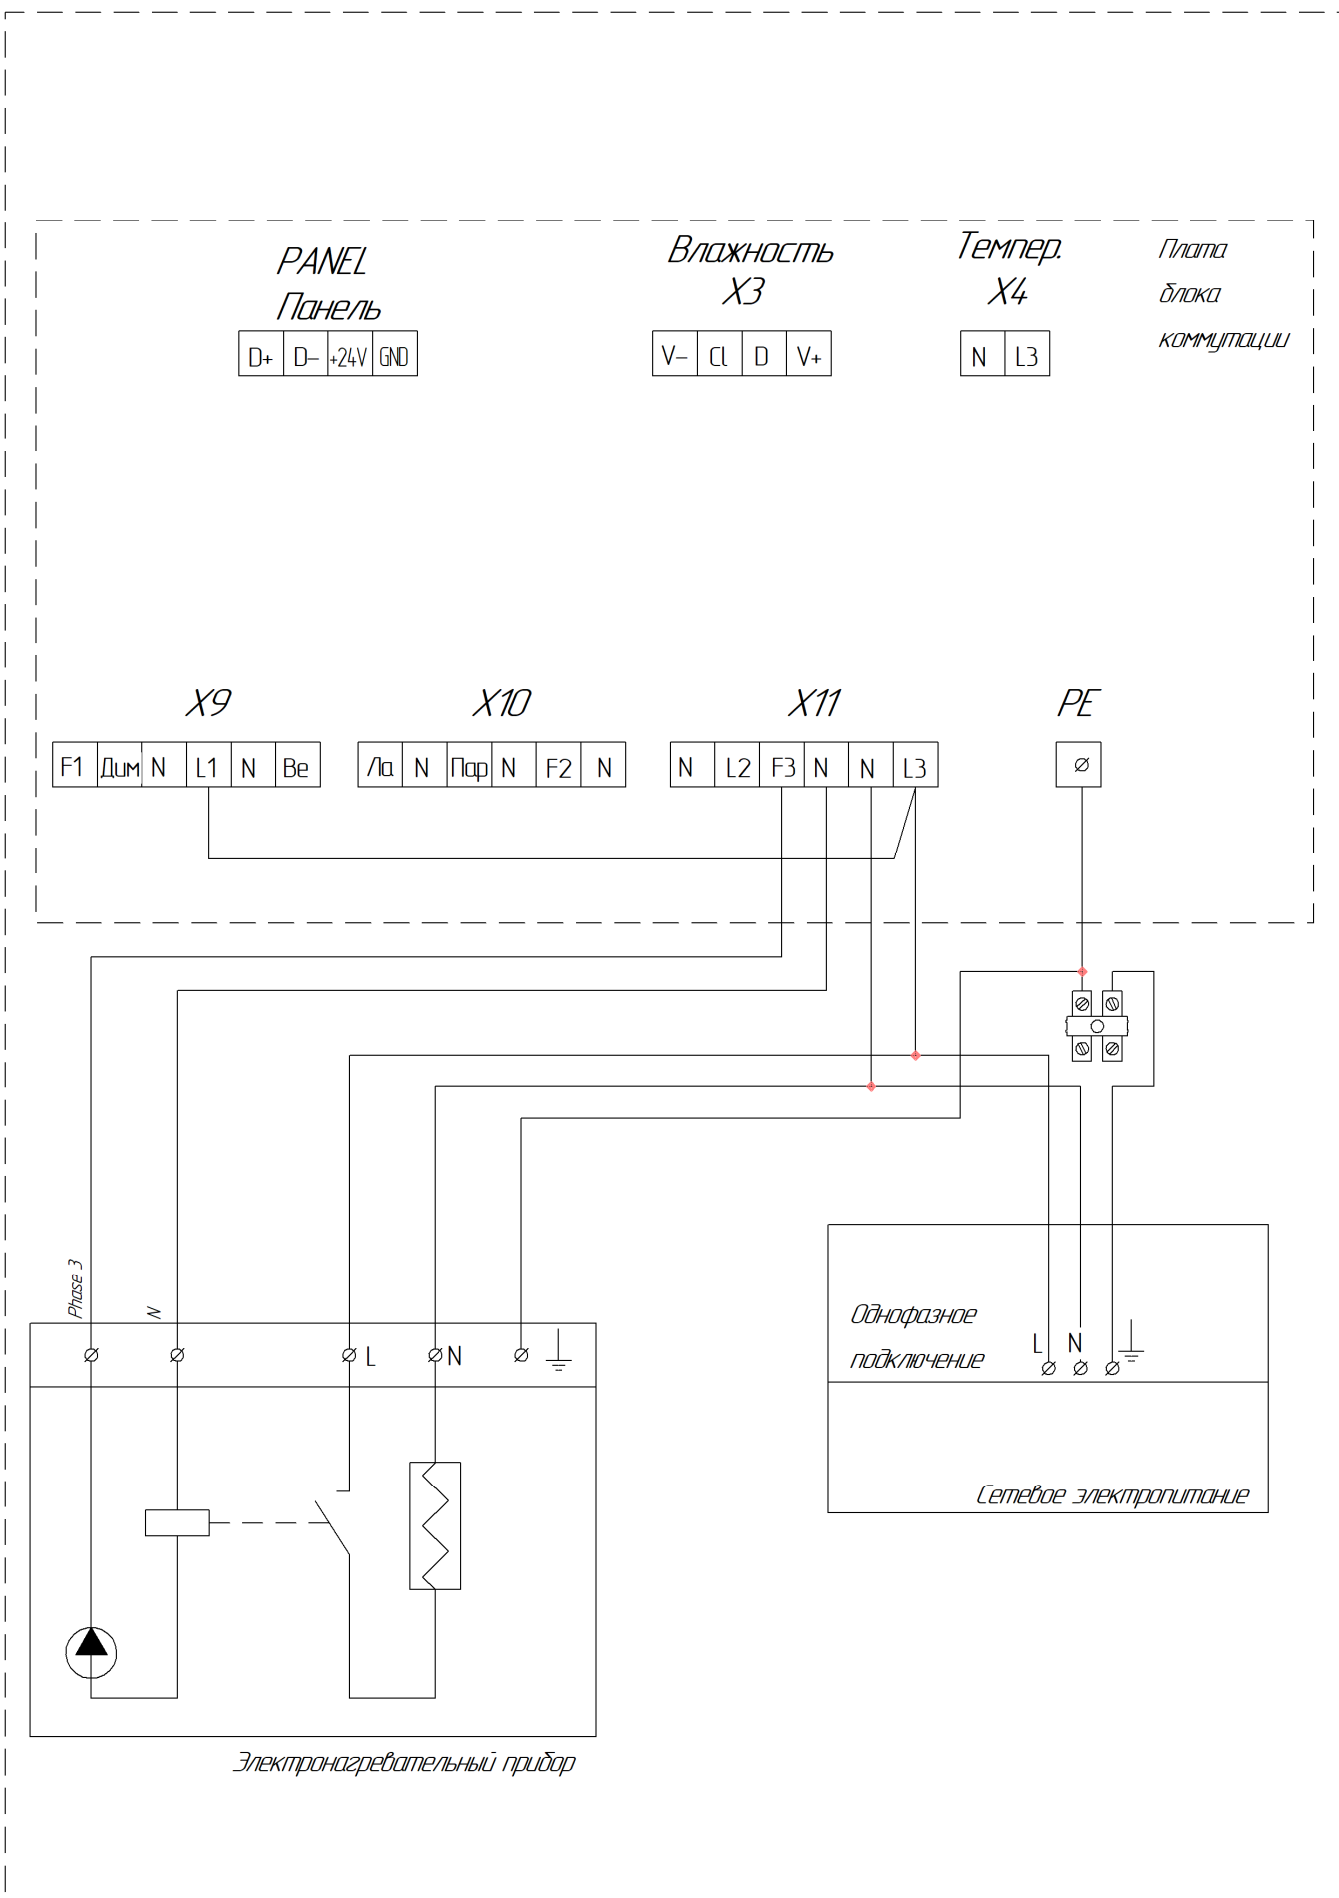 PANEL
Панель
D+ D- +24V GND
Влажность
X3
V- Cl D V+
Темпер.
X4
N L3
Плата
блока
коммутации
X9
F1 Дим N L1 N Ве
X10
Ла N Пар N F2 N
X11
N L2 F3 N N L3
PE
Phase 3
N
L
N
Однофазное
подключение
L N
Сетевое электропитание
Электронагревательный прибор